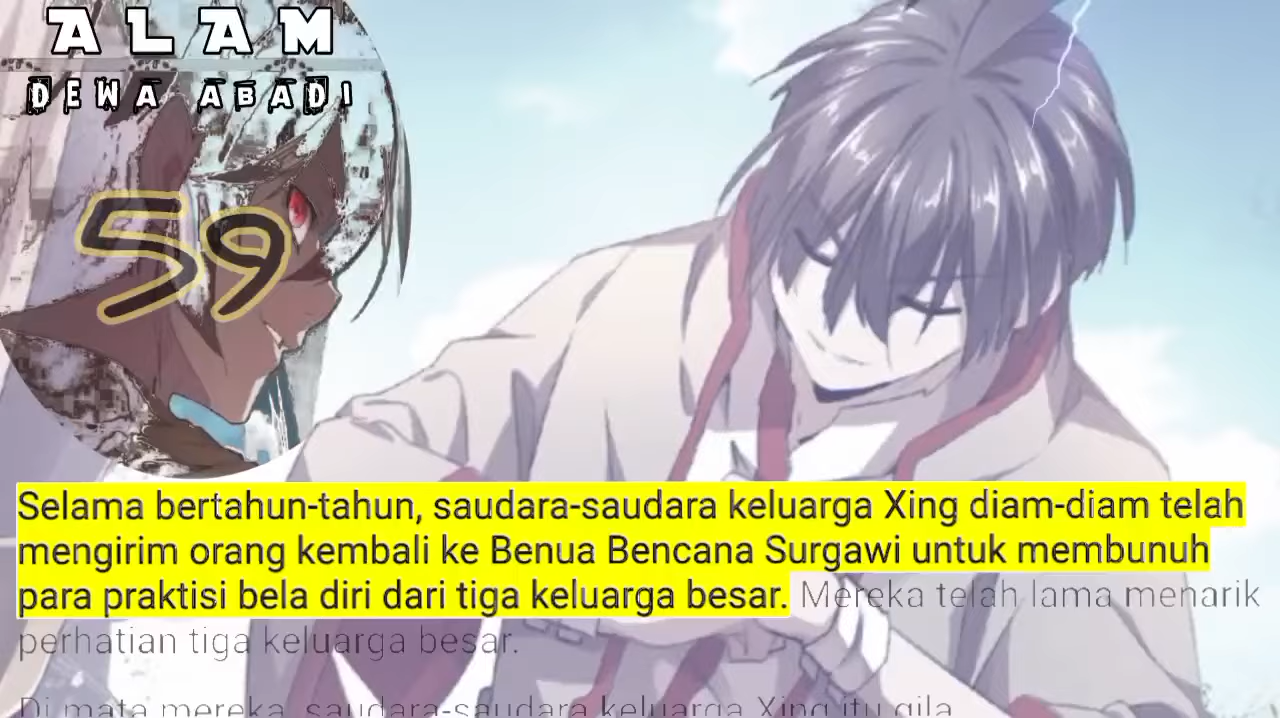 ALAM
DEWA ABADI
59
Selama bertahun-tahun, saudara-saudara keluarga Xing diam-diam telah
mengirim orang kembali ke Benua Bencana Surgawi untuk membunuh
para praktisi bela diri dari tiga keluarga besar. Mereka telah lama menarik
perhatian tiga keluarga besar.
Di mata mereka, saudara-saudara keluarga Xing itu gila